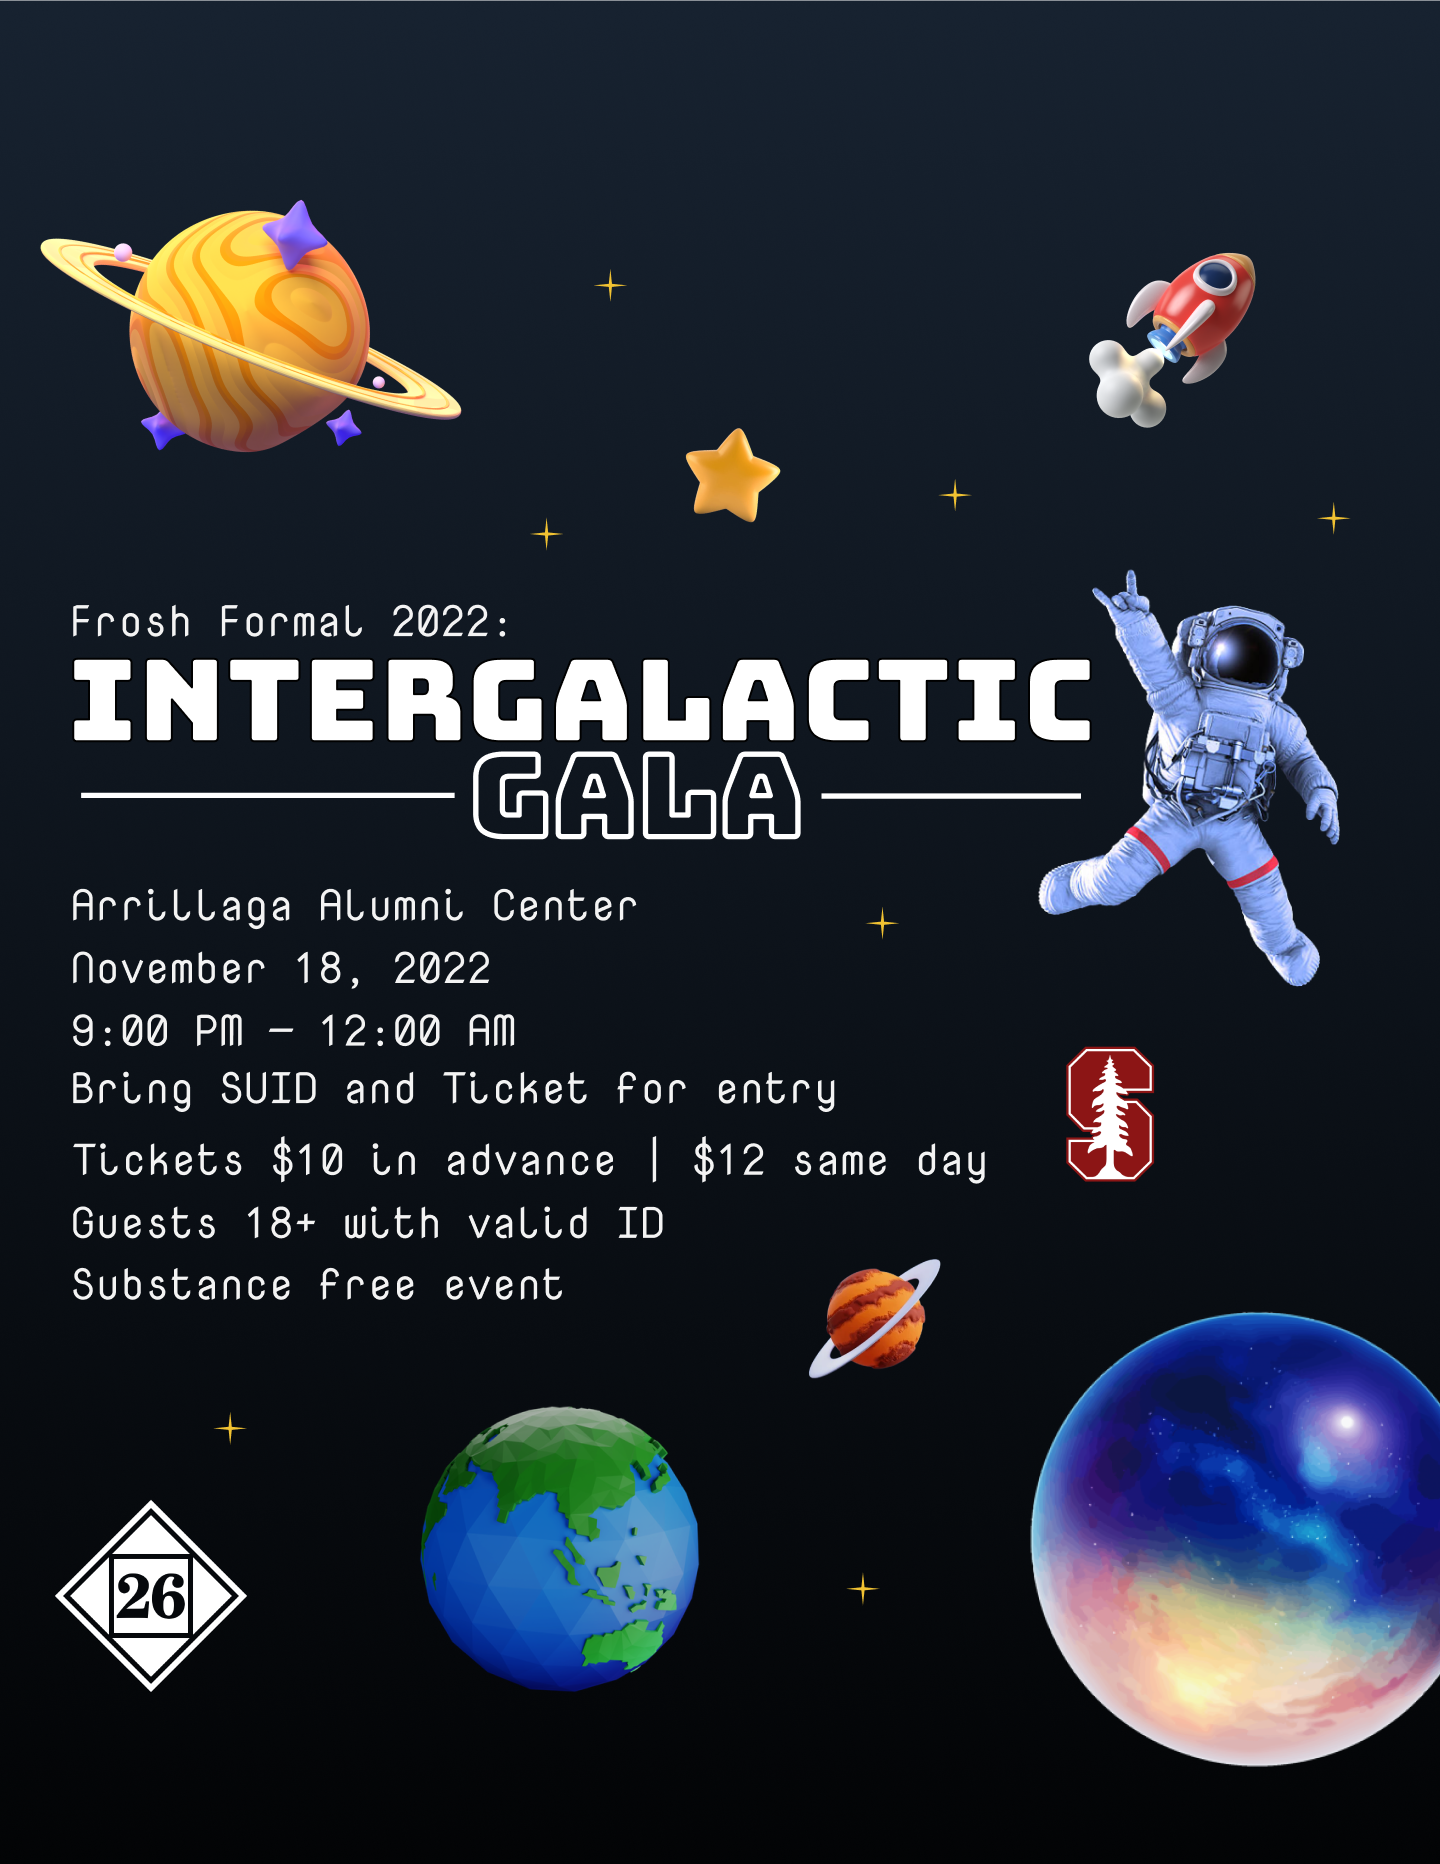 Frosh Formal 2022:
INTERGALACTIC
GALA
Arrillaga Alumni Center
November 18, 2022
9:00 PM – 12:00 AM
Bring SUID and Ticket for entry
Tickets $10 in advance | $12 same day
Guests 18+ with valid ID
Substance free event
S
26